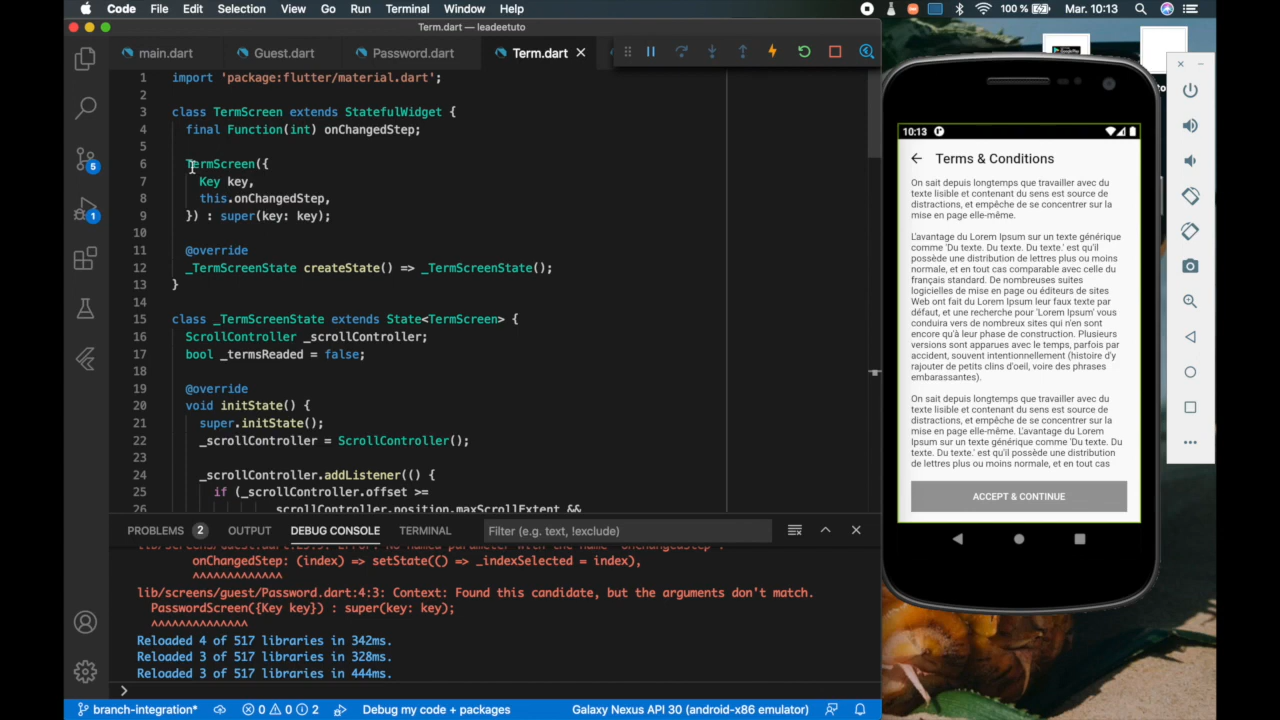 Code File Edit Selection View Go Run Terminal Window Help 100 % Mar. 10:13
Term.dart — leadeetuto
main.dart Guest.dart Password.dart Term.dart
1 import 'package:flutter/material.dart';
2
3 class TermScreen extends StatefulWidget {
4 final Function(int) onChangedStep;
5
6 TermScreen({
7 Key key,
8 this.onChangedStep,
9 }) : super(key: key);
10
11 @override
12 _TermScreenState createState() => _TermScreenState();
13 }
14
15 class _TermScreenState extends State<TermScreen> {
16 ScrollController _scrollController;
17 bool _termsReaded = false;
18
19 @override
20 void initState() {
21 super.initState();
22 _scrollController = ScrollController();
23
24 _scrollController.addListener(() {
25 if (_scrollController.offset >=
26 _scrollController.position.maxScrollExtent &&
PROBLEMS 2 OUTPUT DEBUG CONSOLE TERMINAL Filter (e.g. text, !exclude)
onChangedStep: (index) => setState(() => _indexSelected = index),
^^^^^^^^^^^^^
lib/screens/guest/Password.dart:4:3: Context: Found this candidate, but the arguments don't match.
PasswordScreen({Key key}) : super(key: key);
^^^^^^^^^^^^^^
Reloaded 4 of 517 libraries in 342ms.
Reloaded 3 of 517 libraries in 328ms.
Reloaded 3 of 517 libraries in 444ms.
>
5
1
branch-integration* 0 0 2 Debug my code + packages Galaxy Nexus API 30 (android-x86 emulator)
10:13
Terms & Conditions
On sait depuis longtemps que travailler avec du
texte lisible et contenant du sens est source de
distractions, et empêche de se concentrer sur la
mise en page elle-même.
L'avantage du Lorem Ipsum sur un texte générique
comme 'Du texte. Du texte. Du texte.' est qu'il
possède une distribution de lettres plus ou moins
normale, et en tout cas comparable avec celle du
français standard. De nombreuses suites
logicielles de mise en page ou éditeurs de sites
Web ont fait du Lorem Ipsum leur faux texte par
défaut, et une recherche pour 'Lorem Ipsum' vous
conduira vers de nombreux sites qui n'en sont
encore qu'à leur phase de construction. Plusieurs
versions sont apparues avec le temps, parfois par
accident, souvent intentionnellement (histoire d'y
rajouter de petits clins d'oeil, voire des phrases
embarassantes).
On sait depuis longtemps que travailler avec du
texte lisible et contenant du sens est source de
distractions, et empêche de se concentrer sur la
mise en page elle-même. L'avantage du Lorem
Ipsum sur un texte générique comme 'Du texte. Du
texte. Du texte.' est qu'il possède une distribution
de lettres plus ou moins normale, et en tout cas
ACCEPT & CONTINUE